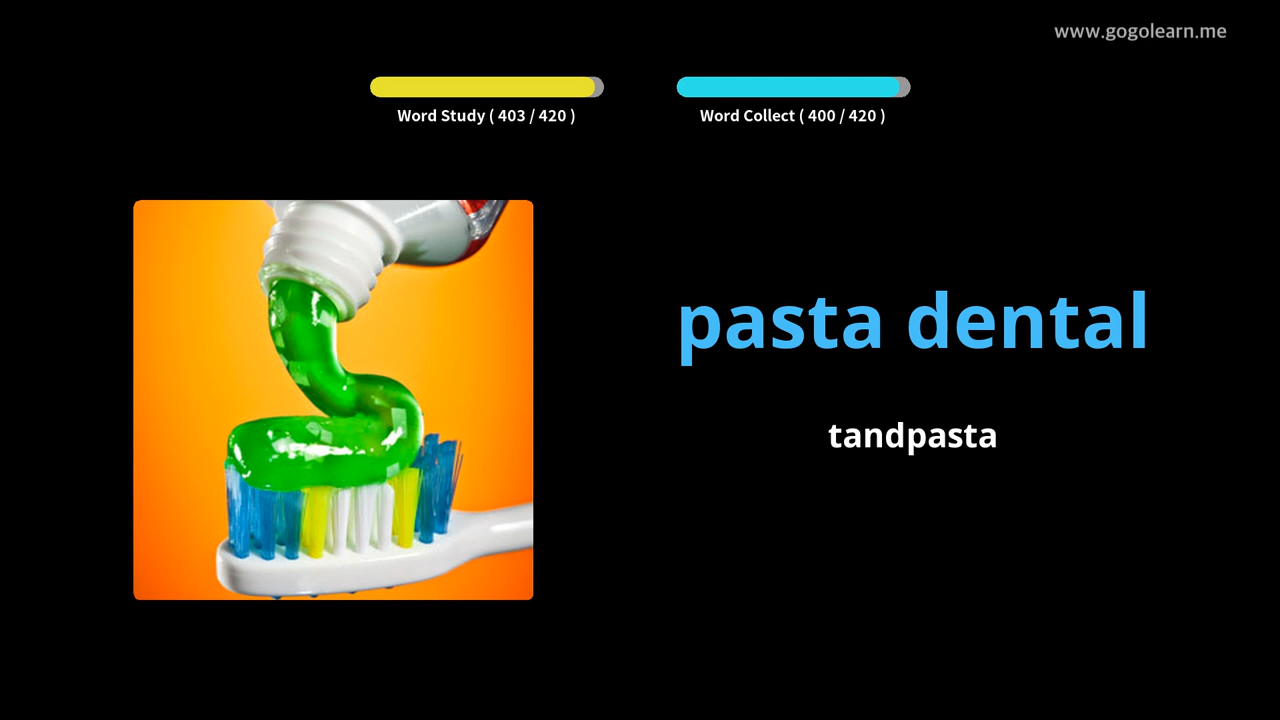 www.gogolearn.me
Word Study ( 403 / 420 )
Word Collect ( 400 / 420 )
pasta dental
tandpasta